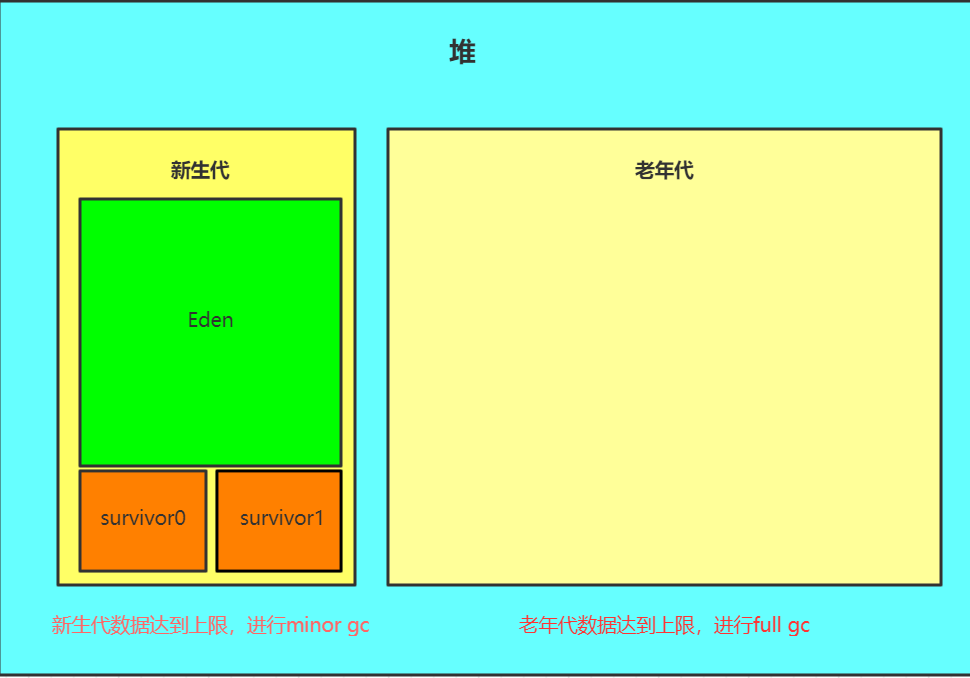 堆
新生代
老年代
Eden
survivor0
survivor1
新生代数据达到上限，进行minor gc
老年代数据达到上限，进行full gc